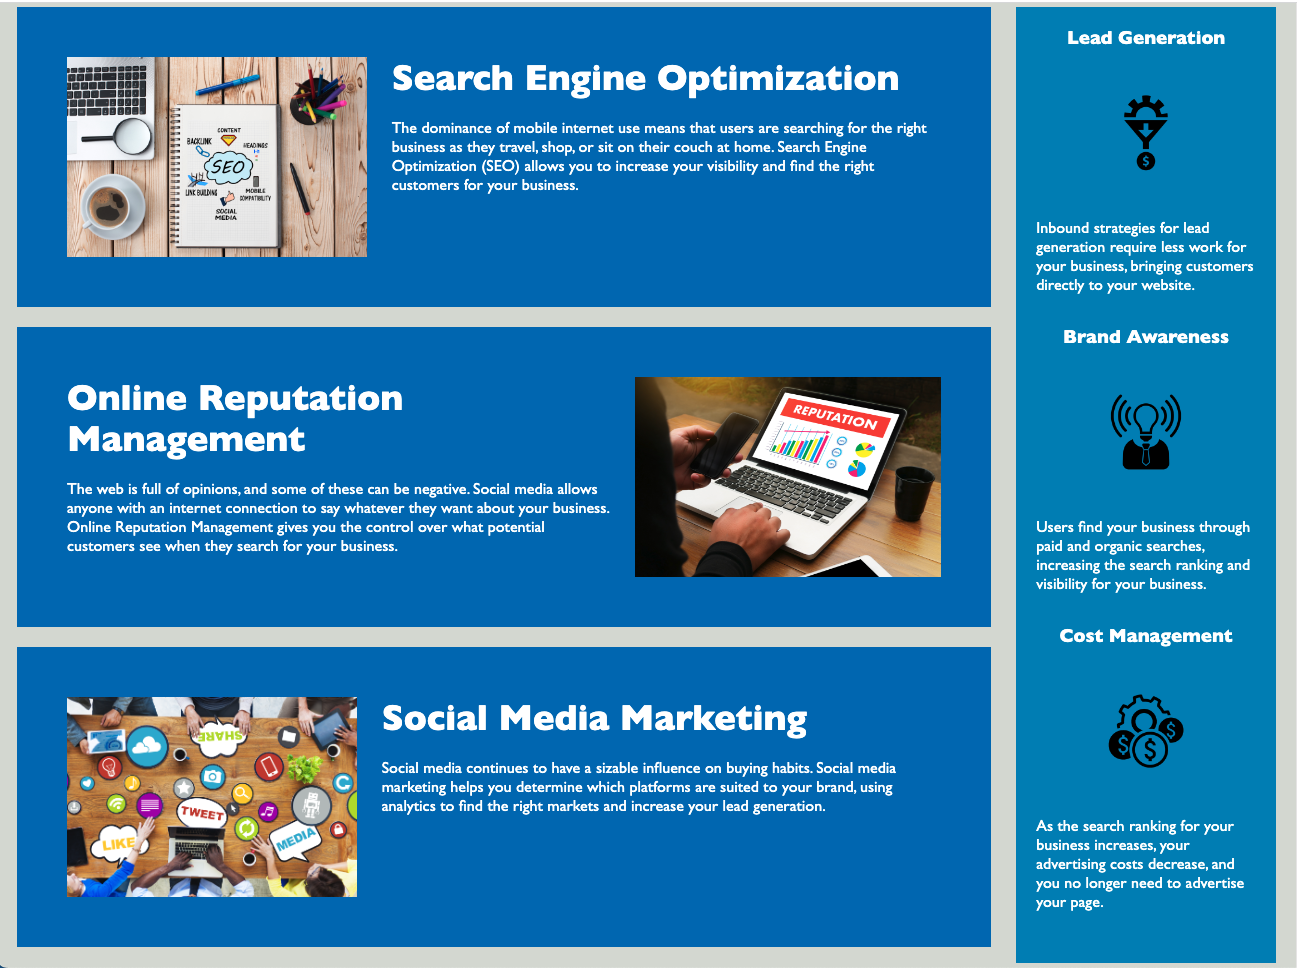 Search Engine Optimization
The dominance of mobile internet use means that users are searching for the right
business as they travel, shop, or sit on their couch at home. Search Engine
Optimization (SEO) allows you to increase your visibility and find the right
customers for your business.
CONTENT
BACKLINK
HEADINGS
SEO
LINK BUILDING
MOBILE
COMPATIBILITY
SOCIAL
MEDIA
Online Reputation
Management
The web is full of opinions, and some of these can be negative. Social media allows
anyone with an internet connection to say whatever they want about your business.
Online Reputation Management gives you the control over what potential
customers see when they search for your business.
REPUTATION
Social Media Marketing
Social media continues to have a sizable influence on buying habits. Social media
marketing helps you determine which platforms are suited to your brand, using
analytics to find the right markets and increase your lead generation.
SHARE
TWEET
LIKE
MEDIA
Lead Generation
$
Inbound strategies for lead
generation require less work for
your business, bringing customers
directly to your website.
Brand Awareness
Users find your business through
paid and organic searches,
increasing the search ranking and
visibility for your business.
Cost Management
$ $ $
As the search ranking for your
business increases, your
advertising costs decrease, and
you no longer need to advertise
your page.